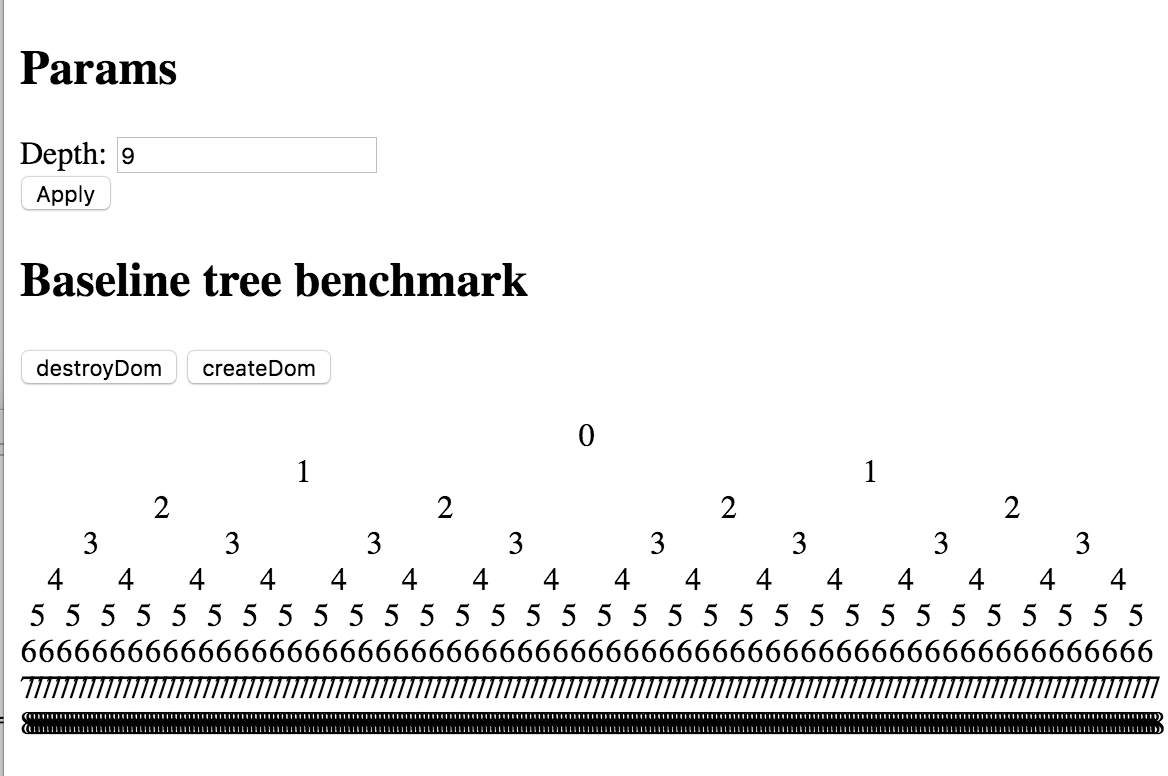 Params
Depth: 9
Apply
Baseline tree benchmark
destroyDom createDom
0
1 1
2 2 2 2
3 3 3 3 3 3 3 3
4 4 4 4 4 4 4 4 4 4 4 4 4 4 4 4
5 5 5 5 5 5 5 5 5 5 5 5 5 5 5 5 5 5 5 5 5 5 5 5 5 5 5 5 5 5 5 5
6666666666666666666666666666666666666666666666666666666666666666